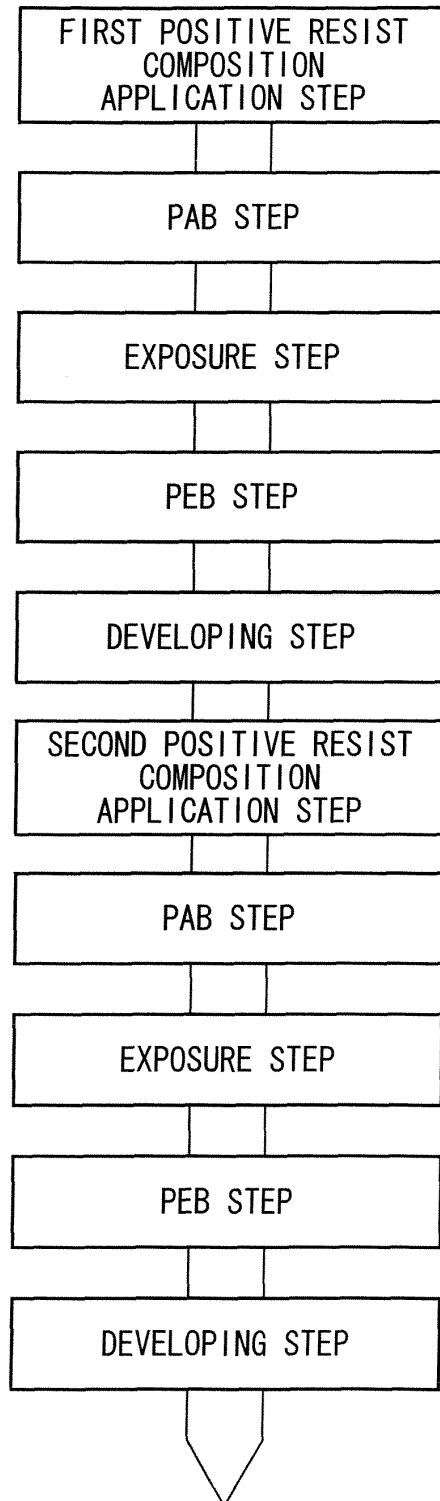 FIRST POSITIVE RESIST
COMPOSITION
APPLICATION STEP
PAB STEP
EXPOSURE STEP
PEB STEP
DEVELOPING STEP
SECOND POSITIVE RESIST
COMPOSITION
APPLICATION STEP
PAB STEP
EXPOSURE STEP
PEB STEP
DEVELOPING STEP